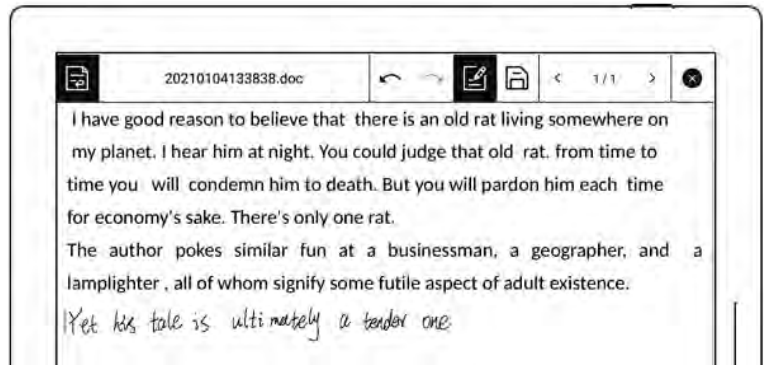 20210104133838.doc 1/1
I have good reason to believe that there is an old rat living somewhere on
my planet. I hear him at night. You could judge that old rat. from time to
time you will condemn him to death. But you will pardon him each time
for economy's sake. There's only one rat.
The author pokes similar fun at a businessman, a geographer, and a
lamplighter , all of whom signify some futile aspect of adult existence.
Yet his tale is ultimately a tender one